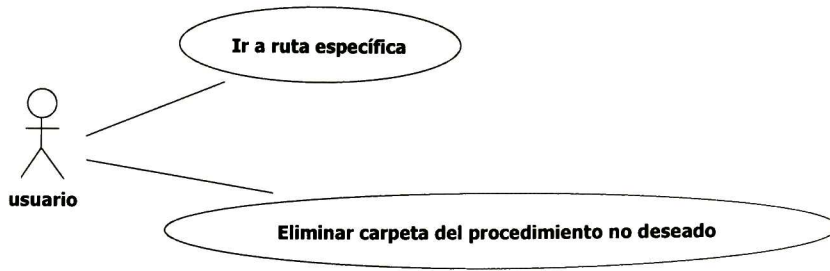 Ir a ruta específica
usuario
Eliminar carpeta del procedimiento no deseado